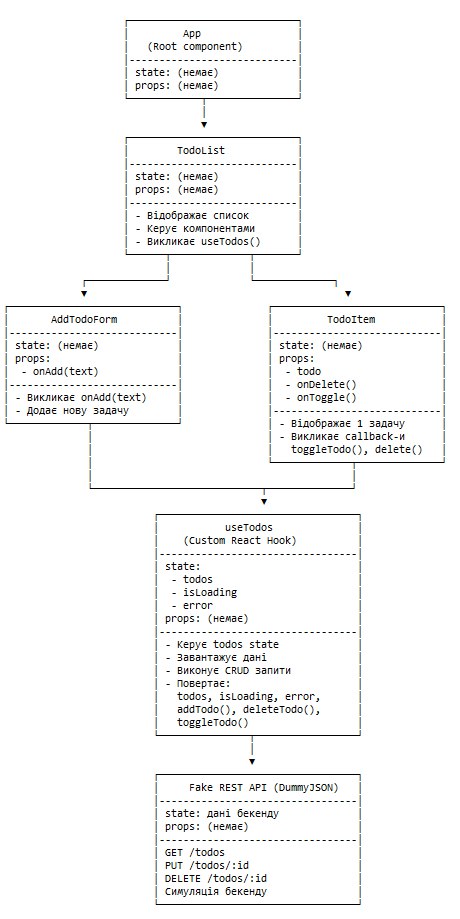 App
(Root component)
state: (немає)
props: (немає)
TodoList
state: (немає)
props: (немає)
- Відображає список
- Керує компонентами
- Викликає useTodos()
AddTodoForm
state: (немає)
props:
- onAdd(text)
- Викликає onAdd(text)
- Додає нову задачу
TodoItem
state: (немає)
props:
- todo
- onDelete()
- onToggle()
- Відображає 1 задачу
- Викликає callback-и
toggleTodo(), delete()
useTodos
(Custom React Hook)
state:
- todos
- isLoading
- error
props: (немає)
- Керує todos state
- Завантажує дані
- Виконує CRUD запити
- Повертає:
todos, isLoading, error,
addTodo(), deleteTodo(),
toggleTodo()
Fake REST API (DummyJSON)
state: дані бекенду
props: (немає)
GET /todos
PUT /todos/:id
DELETE /todos/:id
Симуляція бекенду